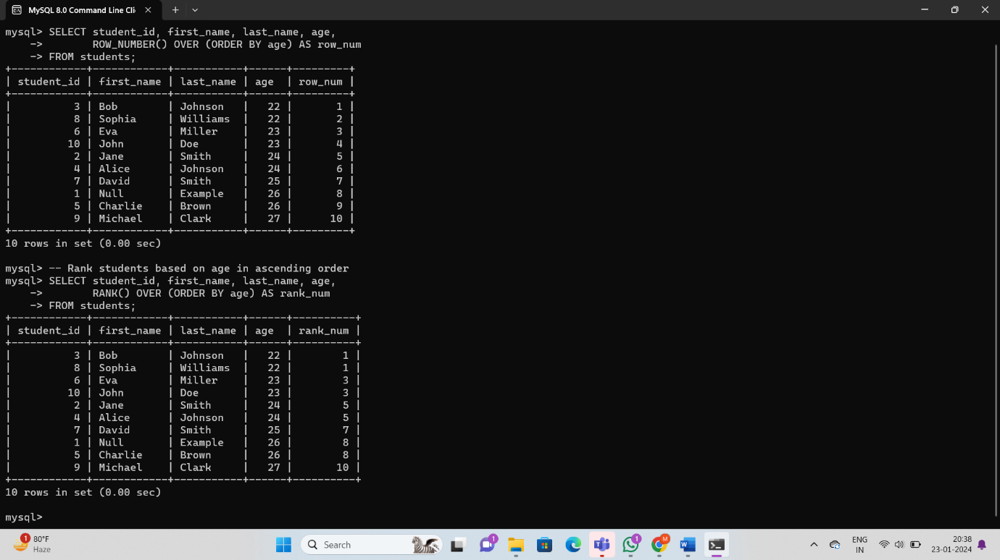 MySQL 8.0 Command Line Cli
mysql> SELECT student_id, first_name, last_name, age,
    ->        ROW_NUMBER() OVER (ORDER BY age) AS row_num
    -> FROM students;
+------------+------------+-----------+------+---------+
| student_id | first_name | last_name | age  | row_num |
+------------+------------+-----------+------+---------+
|          3 | Bob        | Johnson   |   22 |       1 |
|          8 | Sophia     | Williams  |   22 |       2 |
|          6 | Eva        | Miller    |   23 |       3 |
|         10 | John       | Doe       |   23 |       4 |
|          2 | Jane       | Smith     |   24 |       5 |
|          4 | Alice      | Johnson   |   24 |       6 |
|          7 | David      | Smith     |   25 |       7 |
|          1 | Null       | Example   |   26 |       8 |
|          5 | Charlie    | Brown     |   26 |       9 |
|          9 | Michael    | Clark     |   27 |      10 |
+------------+------------+-----------+------+---------+
10 rows in set (0.00 sec)
mysql> -- Rank students based on age in ascending order
mysql> SELECT student_id, first_name, last_name, age,
    ->        RANK() OVER (ORDER BY age) AS rank_num
    -> FROM students;
+------------+------------+-----------+------+----------+
| student_id | first_name | last_name | age  | rank_num |
+------------+------------+-----------+------+----------+
|          3 | Bob        | Johnson   |   22 |        1 |
|          8 | Sophia     | Williams  |   22 |        1 |
|          6 | Eva        | Miller    |   23 |        3 |
|         10 | John       | Doe       |   23 |        3 |
|          2 | Jane       | Smith     |   24 |        5 |
|          4 | Alice      | Johnson   |   24 |        5 |
|          7 | David      | Smith     |   25 |        7 |
|          1 | Null       | Example   |   26 |        8 |
|          5 | Charlie    | Brown     |   26 |        8 |
|          9 | Michael    | Clark     |   27 |       10 |
+------------+------------+-----------+------+----------+
10 rows in set (0.00 sec)
mysql>
1
80°F
Haze
Search
1
1
M
ENG
IN
20:38
23-01-2024